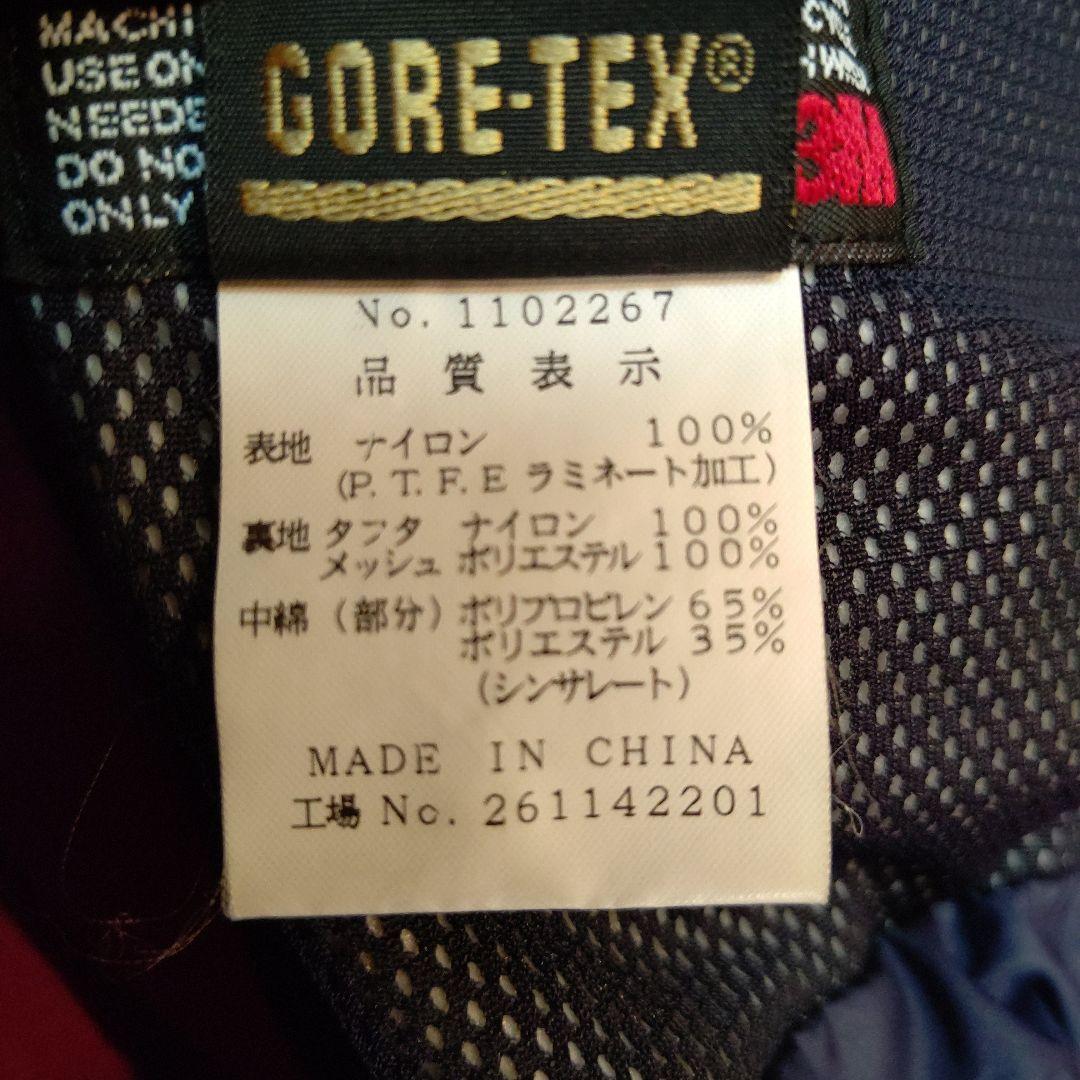 USE
DO
ONLY
GORE-TEX®
3M
No. 1102267
品質表示
表地 ナイロン 100%
(P.T.F.E ラミネート加工)
裏地 タフタ ナイロン 100%
メッシュ ポリエステル 100%
中綿 (部分) ポリプロピレン 65%
ポリエステル 35%
(シンサレート)
MADE IN CHINA
工場 No. 261142201